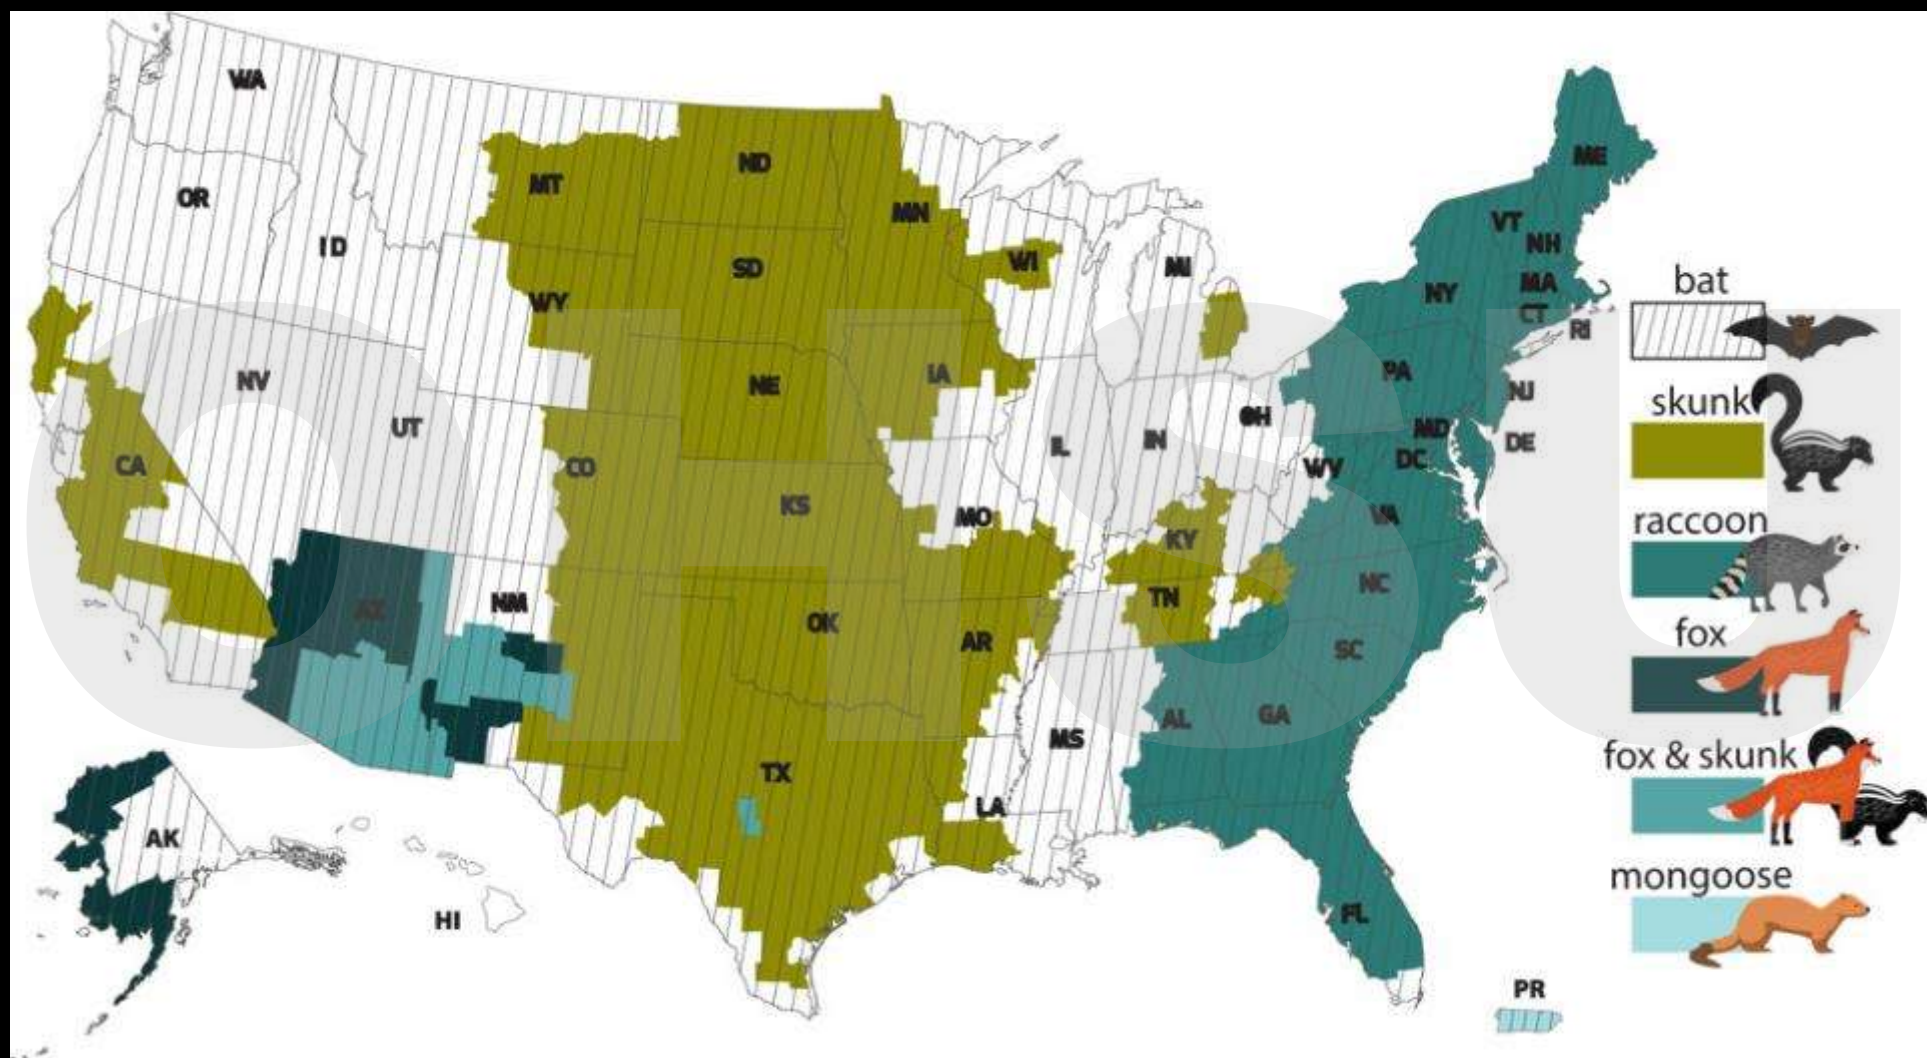 WA
OR
ID
MT
ND
MN
WI
MI
ME
VT
NH
MA
CT
RI
NY
WY
SD
IA
NE
PA
NJ
MD
DE
DC
WV
OH
IN
IL
NV
UT
CO
CA
KS
MO
KY
VA
NC
TN
AZ
NM
OK
AR
SC
GA
AL
MS
LA
TX
FL
AK
HI
PR
bat
skunk
raccoon
fox
fox & skunk
mongoose
OHSU